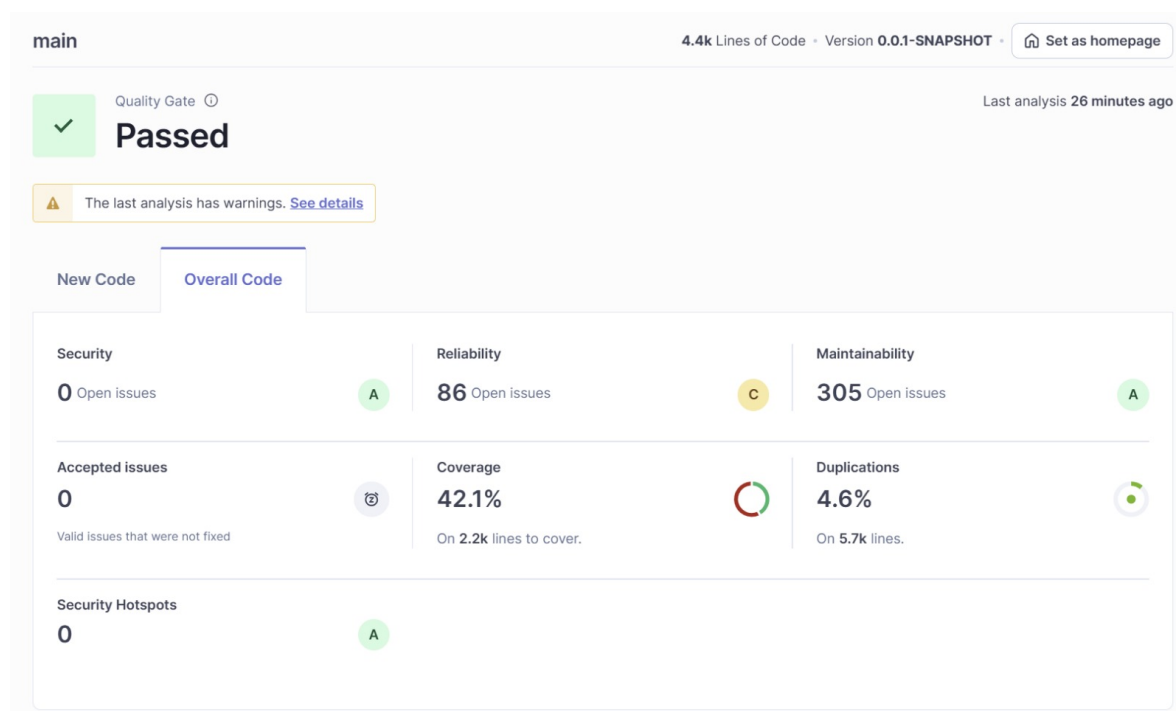 main
4.4k Lines of Code • Version 0.0.1-SNAPSHOT •
Set as homepage
Quality Gate
Last analysis 26 minutes ago
Passed
The last analysis has warnings. See details
New Code
Overall Code
Security
0 Open issues
A
Reliability
86 Open issues
C
Maintainability
305 Open issues
A
Accepted issues
0
Valid issues that were not fixed
Coverage
42.1%
On 2.2k lines to cover.
Duplications
4.6%
On 5.7k lines.
Security Hotspots
0
A